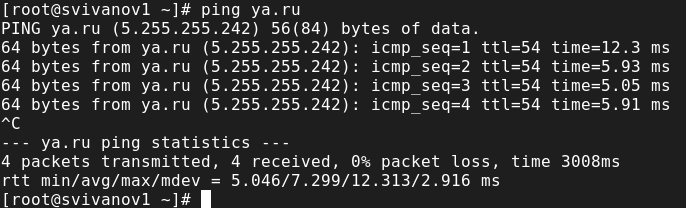 [root@svivanov1 ~]# ping ya.ru
PING ya.ru (5.255.255.242) 56(84) bytes of data.
64 bytes from ya.ru (5.255.255.242): icmp_seq=1 ttl=54 time=12.3 ms
64 bytes from ya.ru (5.255.255.242): icmp_seq=2 ttl=54 time=5.93 ms
64 bytes from ya.ru (5.255.255.242): icmp_seq=3 ttl=54 time=5.05 ms
64 bytes from ya.ru (5.255.255.242): icmp_seq=4 ttl=54 time=5.91 ms
^C
--- ya.ru ping statistics ---
4 packets transmitted, 4 received, 0% packet loss, time 3008ms
rtt min/avg/max/mdev = 5.046/7.299/12.313/2.916 ms
[root@svivanov1 ~]#